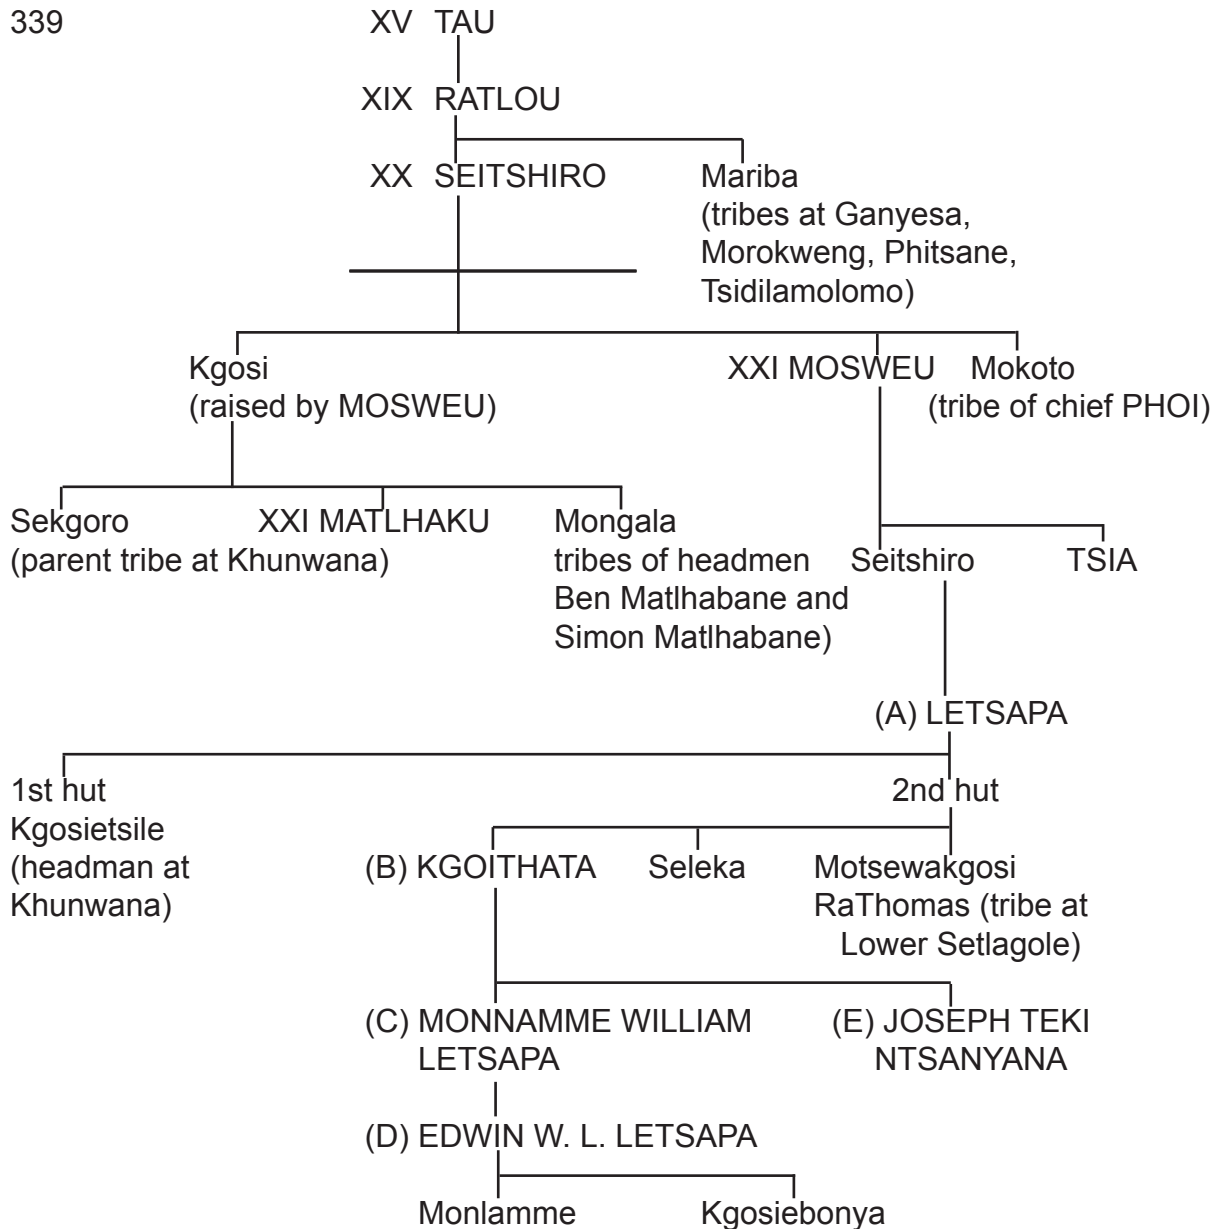 339
XV TAU
XIX RATLOU
XX SEITSHIRO
Mariba
(tribes at Ganyesa,
Morokweng, Phitsane,
Tsidilamolomo)
Kgosi
(raised by MOSWEU)
XXI MOSWEU
Mokoto
(tribe of chief PHOI)
Sekgoro
(parent tribe at Khunwana)
XXI MATLHAKU
Mongala
tribes of headmen
Ben Matlhabane and
Simon Matlhabane)
Seitshiro
TSIA
(A) LETSAPA
1st hut
Kgosietsile
(headman at
Khunwana)
2nd hut
(B) KGOITHATA
Seleka
Motsewakgosi
RaThomas (tribe at
Lower Setlagole)
(C) MONNAMME WILLIAM
LETSAPA
(E) JOSEPH TEKI
NTSANYANA
(D) EDWIN W. L. LETSAPA
Monlamme
Kgosiebonya